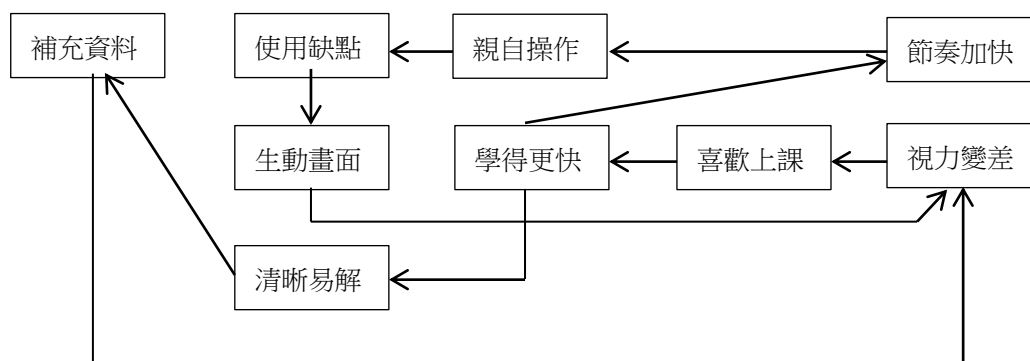 補充資料
使用缺點
親自操作
節奏加快
生動畫面
學得更快
喜歡上課
視力變差
清晰易解